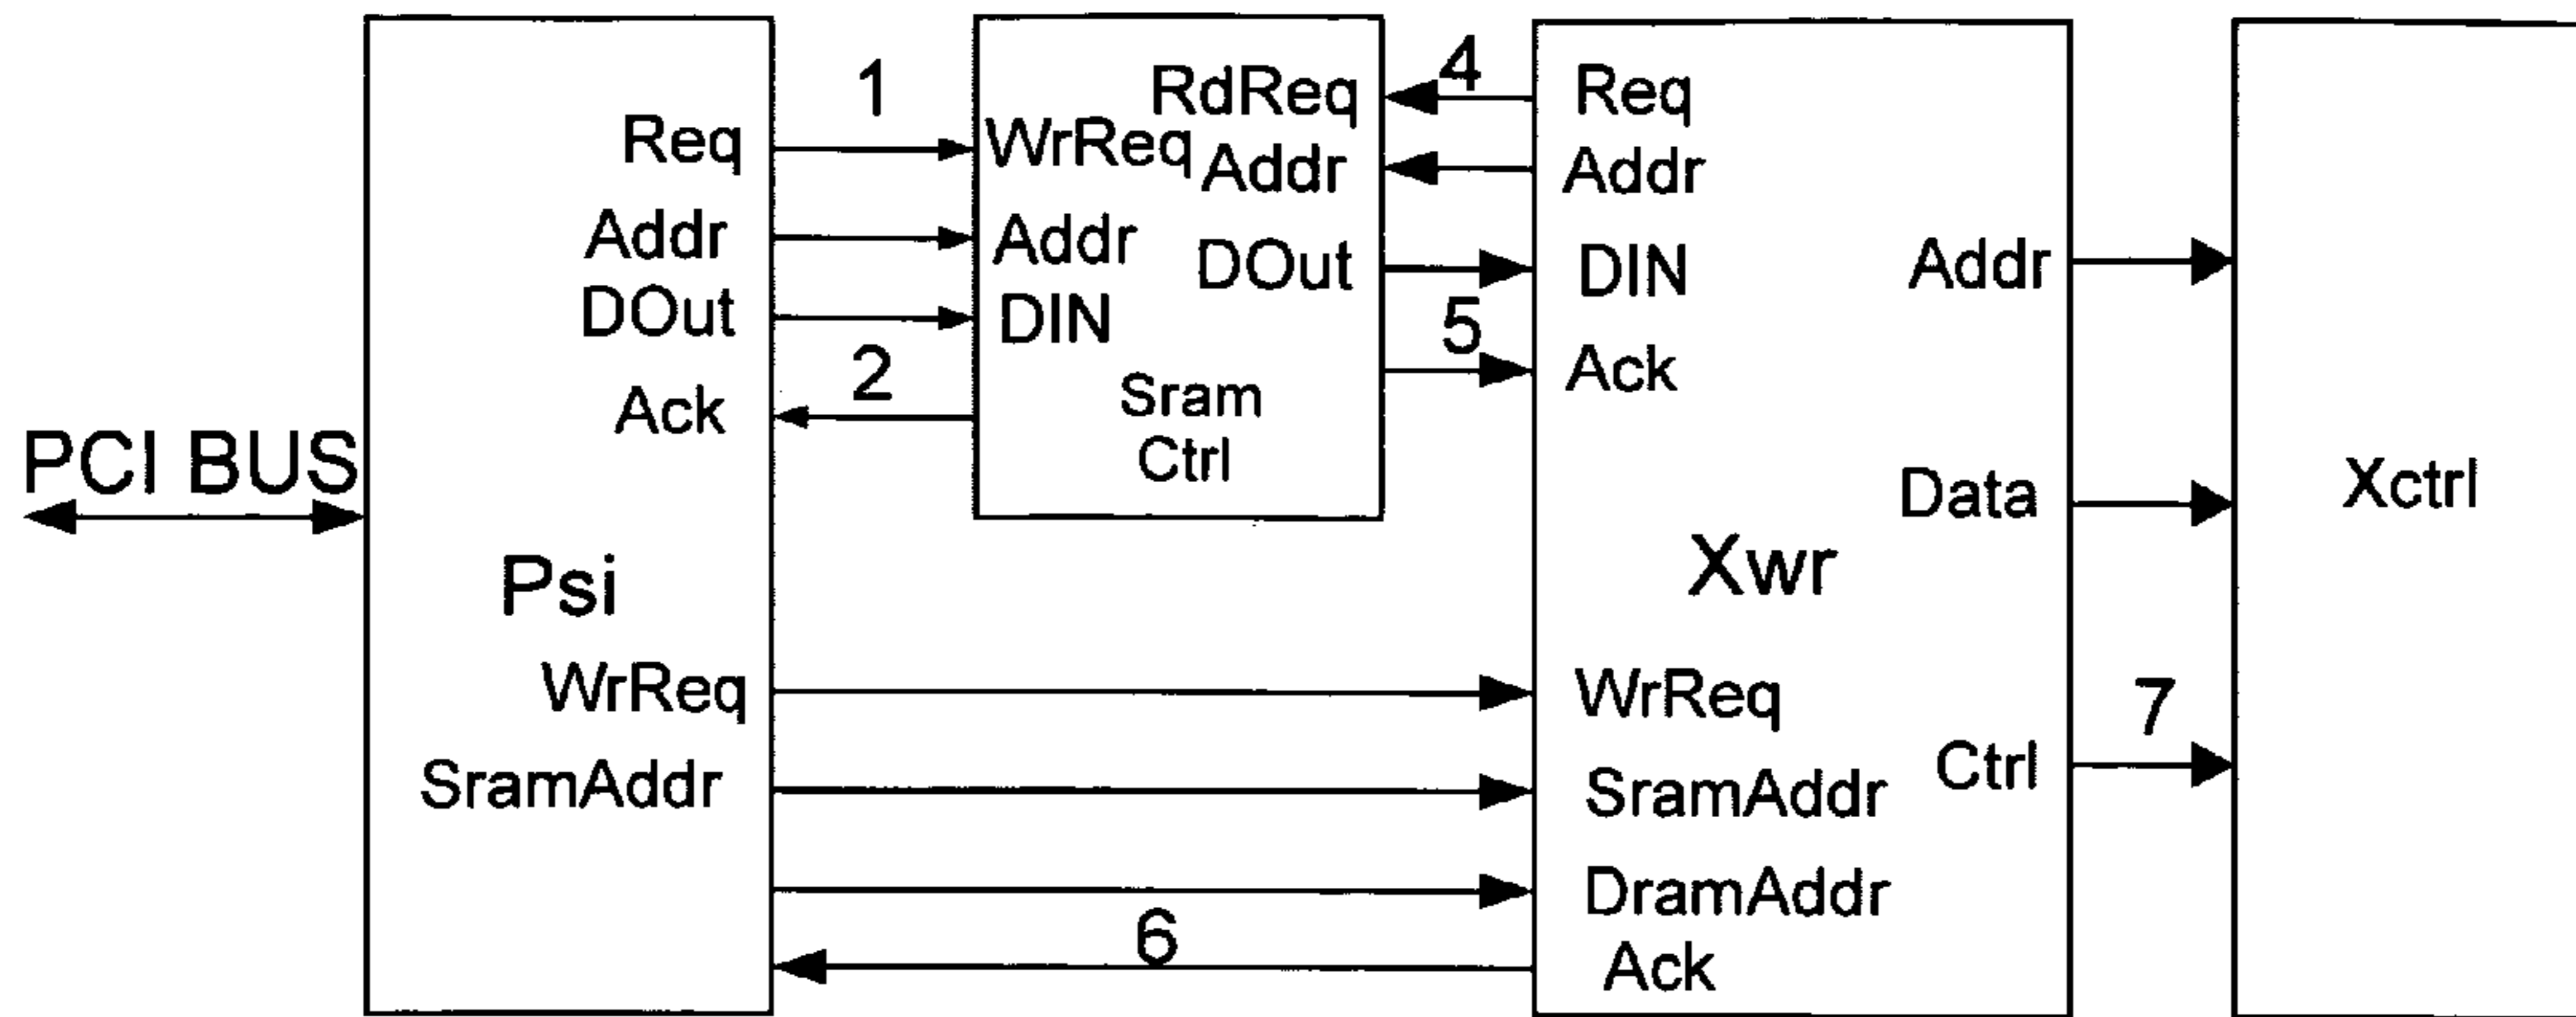 PCI BUS
Req
Addr
DOut
Ack
Psi
WrReq
SramAddr
1
2
WrReq
Addr
DIN
RdReq
Addr
DOut
Sram
Ctrl
4
5
6
Req
Addr
DIN
Ack
Xwr
WrReq
SramAddr
DramAddr
Ack
Addr
Data
Ctrl
7
Xctrl